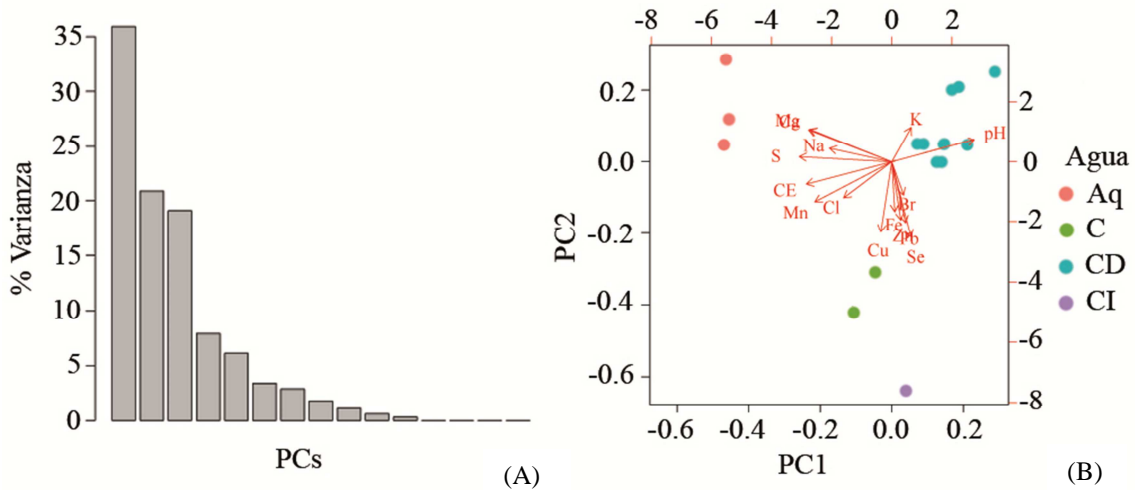 35
30
25
20
15
10
5
0
% Varianza
PCs
(A)
-8 -6 -4 -2 0 2
0.2
0.0
-0.2
-0.4
-0.6
PC2
2
0
-2
-4
-6
-8
Mg
K
pH
Na
S
CE
Mn
Cl
Br
Fe
Cu
Se
-0.6 -0.4 -0.2 0.0 0.2
PC1
Agua
Aq
C
CD
CI
(B)